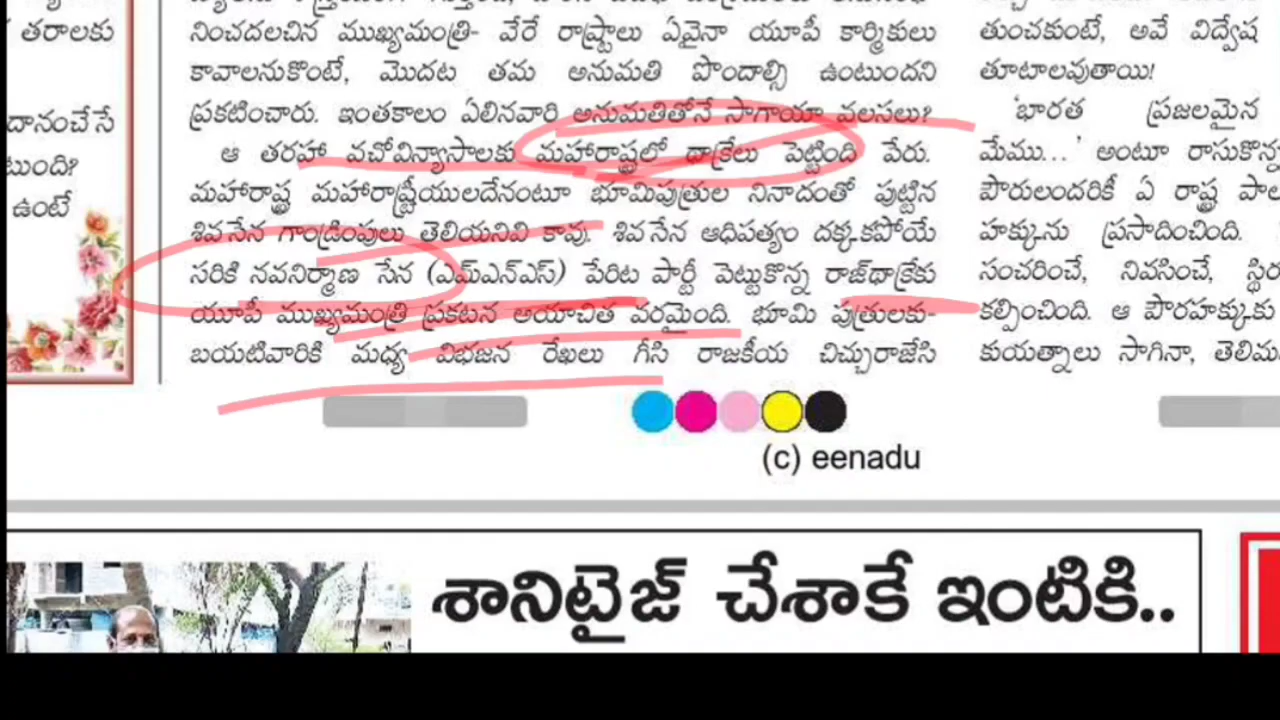 తరాలకు
దానంచేసే
టుంది?
ఉంటే
నించదలచిన ముఖ్యమంత్రి- వేరే రాష్ట్రాలు ఏవైనా యూపీ కార్మికులు
కావాలనుకొంటే, మొదట తమ అనుమతి పొందాల్సి ఉంటుందని
ప్రకటించారు. ఇంతకాలం ఏలినవారి అనుమతితోనే సాగాయా వలసలు?
ఆ తరహా వచోవిన్యాసాలకు మహారాష్ట్రలో థాక్రేలు పెట్టింది పేరు.
మహారాష్ట్ర మహారాష్ట్రీయులదేనంటూ భూమిపుత్రుల నినాదంతో పుట్టిన
శివసేన గాండ్రింపులు తెలియనివి కావు. శివసేన ఆధిపత్యం దక్కకపోయే
సరికి నవనిర్మాణ సేన (ఎమ్ఎన్ఎస్) పేరిట పార్టీ పెట్టుకొన్న రాజ్‌థాక్రేకు
యూపీ ముఖ్యమంత్రి ప్రకటన అయాచిత వరమైంది. భూమి పుత్రులకు-
బయటివారికి మధ్య విభజన రేఖలు గీసి రాజకీయ చిచ్చురాజేసి
తుంచకుంటే, అవే విద్వేష
తూటాలవుతాయి!
'భారత ప్రజలమైన
మేము...' అంటూ రాసుకొన్న
పౌరులందరికీ ఏ రాష్ట్ర పాల
హక్కును ప్రసాదించింది.
సంచరించే, నివసించే, స్థిర
కల్పించింది. ఆ పౌరహక్కుకు
కుయత్నాలు సాగినా, తెలిమ
(c) eenadu
శానిటైజ్ చేశాకే ఇంటికి..